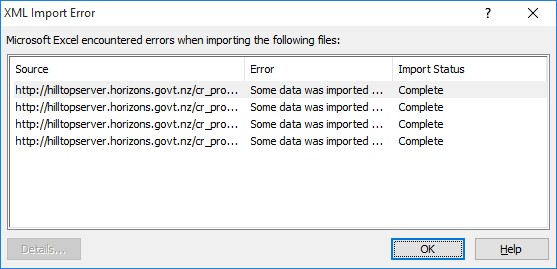 XML Import Error
Microsoft Excel encountered errors when importing the following files:
Source Error Import Status
http://hilltopserver.horizons.govt.nz/cr_pro... Some data was imported ... Complete
http://hilltopserver.horizons.govt.nz/cr_pro... Some data was imported ... Complete
http://hilltopserver.horizons.govt.nz/cr_pro... Some data was imported ... Complete
http://hilltopserver.horizons.govt.nz/cr_pro... Some data was imported ... Complete
Details... OK Help